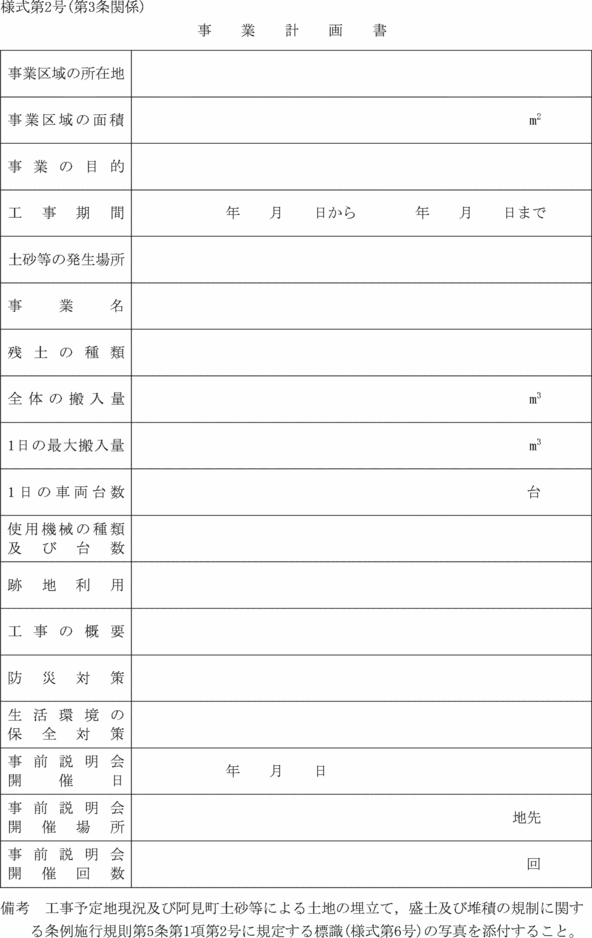 様式第2号(第3条関係)
事業計画書
事業区域の所在地
事業区域の面積 m²
事業の目的
工事期間 年 月 日から 年 月 日まで
土砂等の発生場所
事業名
残土の種類
全体の搬入量 m³
1日の最大搬入量 m³
1日の車両台数 台
使用機械の種類
及び台数
跡地利用
工事の概要
防災対策
生活環境の
保全対策
事前説明会
開催日 年 月 日
事前説明会
開催場所 地先
事前説明会
開催回数 回
備考 工事予定地現況及び阿見町土砂等による土地の埋立て，盛土及び堆積の規制に関す
る条例施行規則第5条第1項第2号に規定する標識(様式第6号)の写真を添付すること。